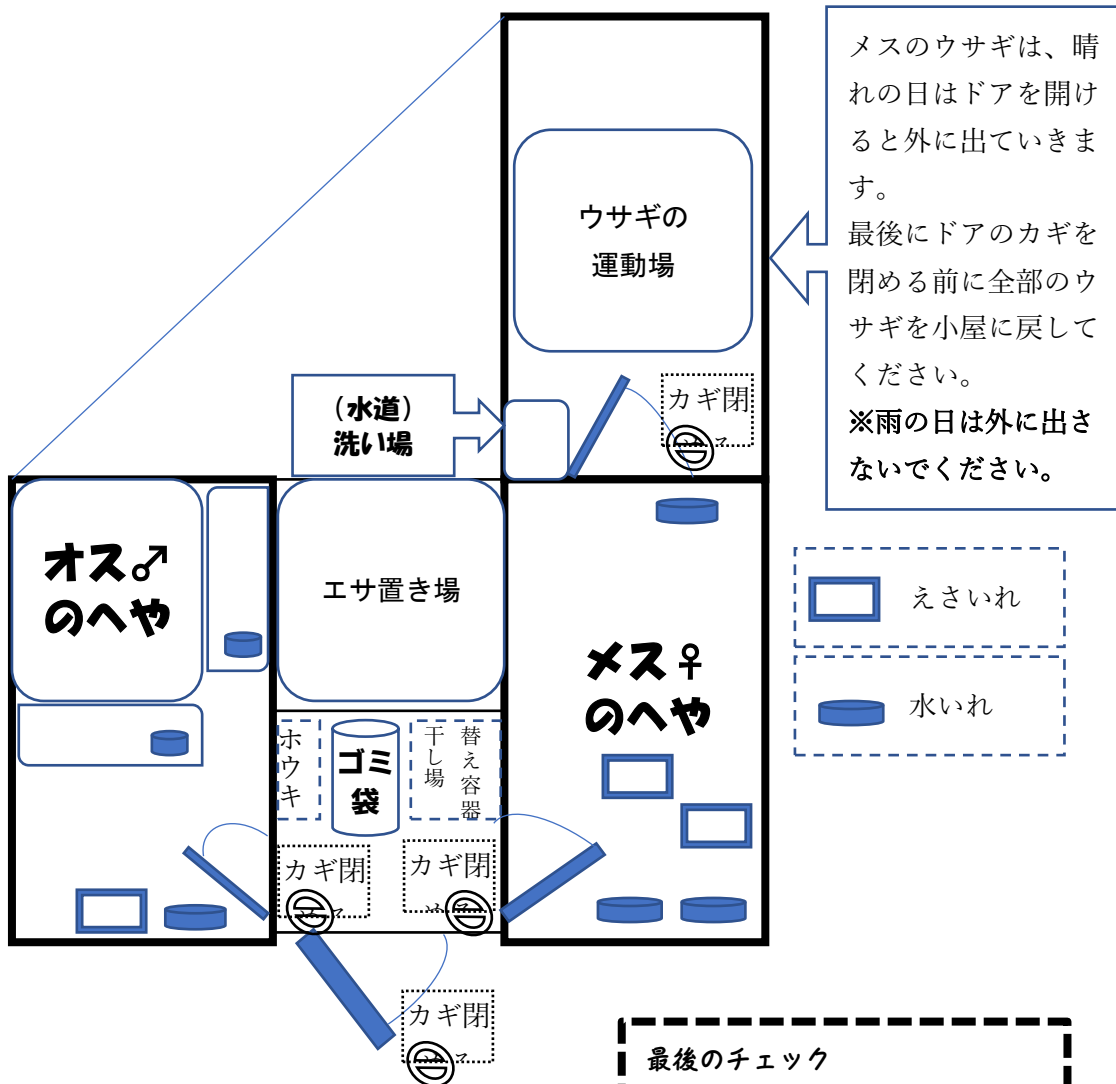 メスのウサギは、晴
れの日はドアを開け
ると外に出ていきま
す。
最後にドアのカギを
閉める前に全部のウ
サギを小屋に戻して
ください。
※雨の日は外に出さ
ないでください。
ウサギの
運動場
カギ閉
(水道)
洗い場
オス♂
のへや
エサ置き場
メス♀
のへや
えさいれ
水いれ
ホウキ
ゴミ
袋
替え容器
干し場
カギ閉
カギ閉
カギ閉
最後のチェック